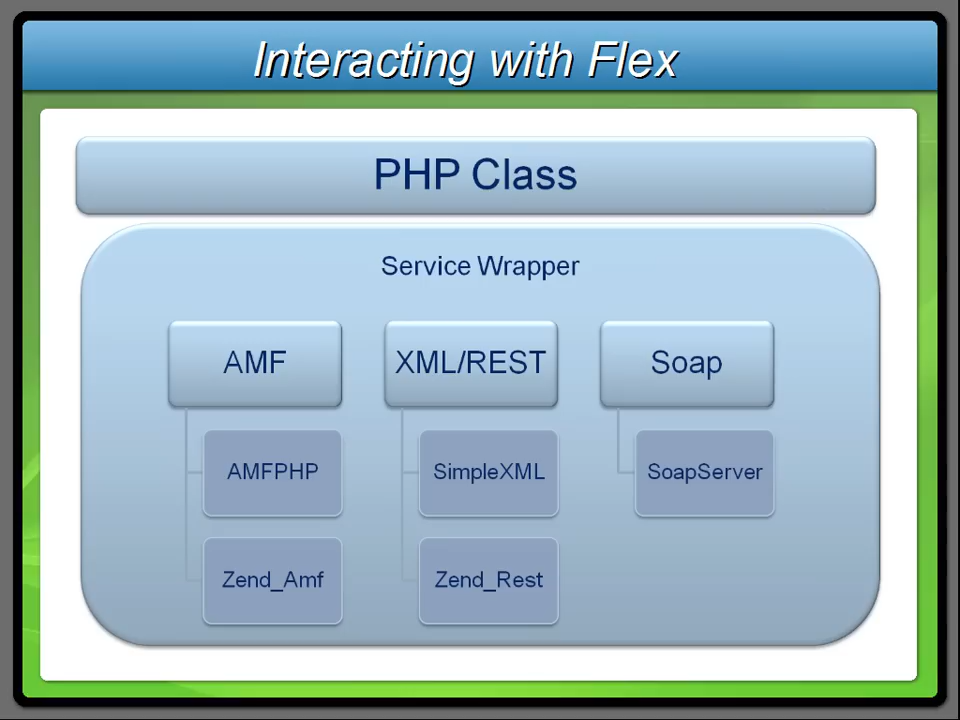 Interacting with Flex
PHP Class
Service Wrapper
AMF
XML/REST
Soap
AMFPHP
SimpleXML
SoapServer
Zend_Amf
Zend_Rest